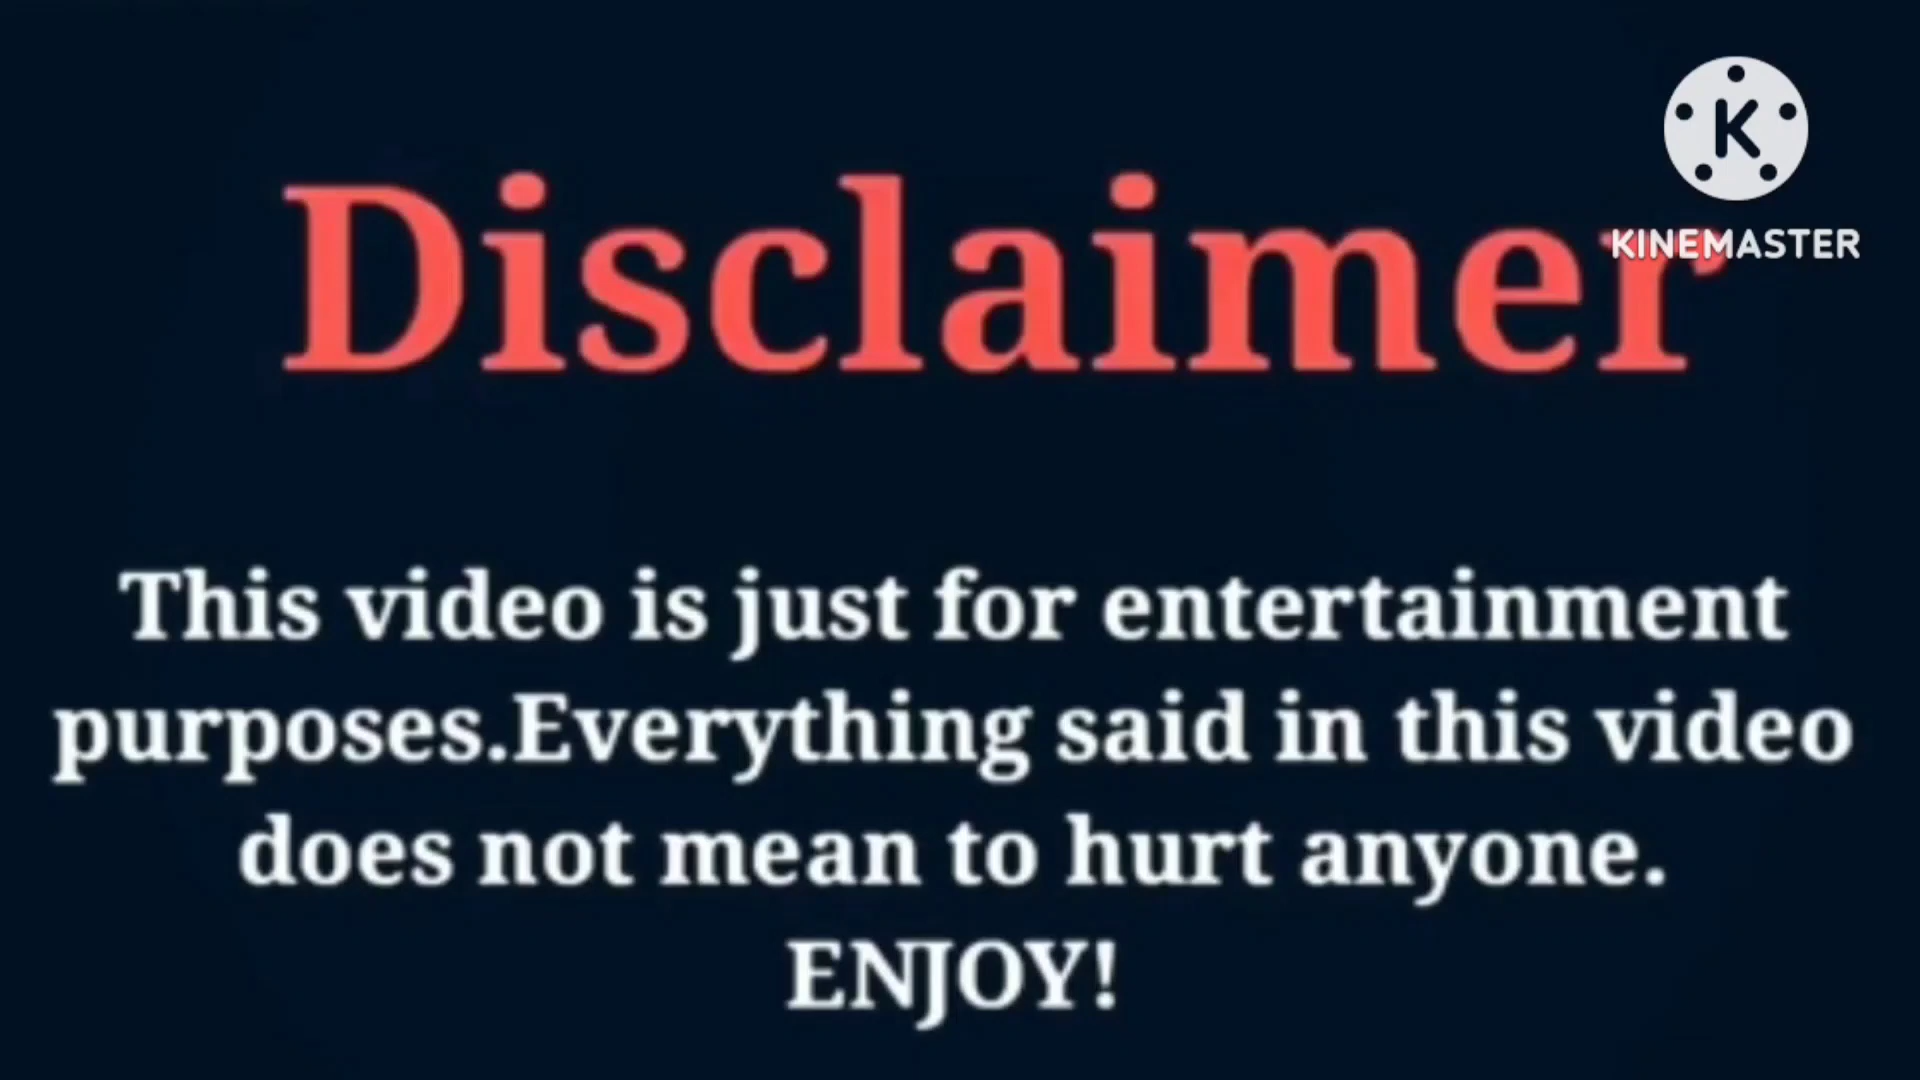 K
KINEMASTER
Disclaimer
This video is just for entertainment
purposes.Everything said in this video
does not mean to hurt anyone.
ENJOY!